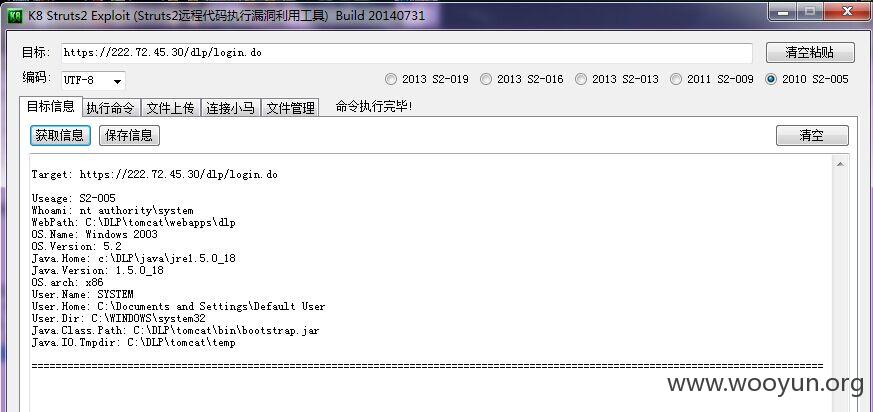 K8 Struts2 Exploit (Struts2远程代码执行漏洞利用工具) Build 20140731
目标: https://222.72.45.30/dlp/login.do 清空粘贴
编码: UTF-8 2013 S2-019 2013 S2-016 2013 S2-013 2011 S2-009 2010 S2-005
目标信息 执行命令 文件上传 连接小马 文件管理 命令执行完毕!
获取信息 保存信息 清空
Target: https://222.72.45.30/dlp/login.do
Useage: S2-005
Whoami: nt authority\system
WebPath: C:\DLP\tomcat\webapps\dlp
OS.Name: Windows 2003
OS.Version: 5.2
Java.Home: c:\DLP\java\jre1.5.0_18
Java.Version: 1.5.0_18
OS.arch: x86
User.Name: SYSTEM
User.Home: C:\Documents and Settings\Default User
User.Dir: C:\WINDOWS\system32
Java.Class.Path: C:\DLP\tomcat\bin\bootstrap.jar
Java.IO.Tmpdir: C:\DLP\tomcat\temp
www.wooyun.org